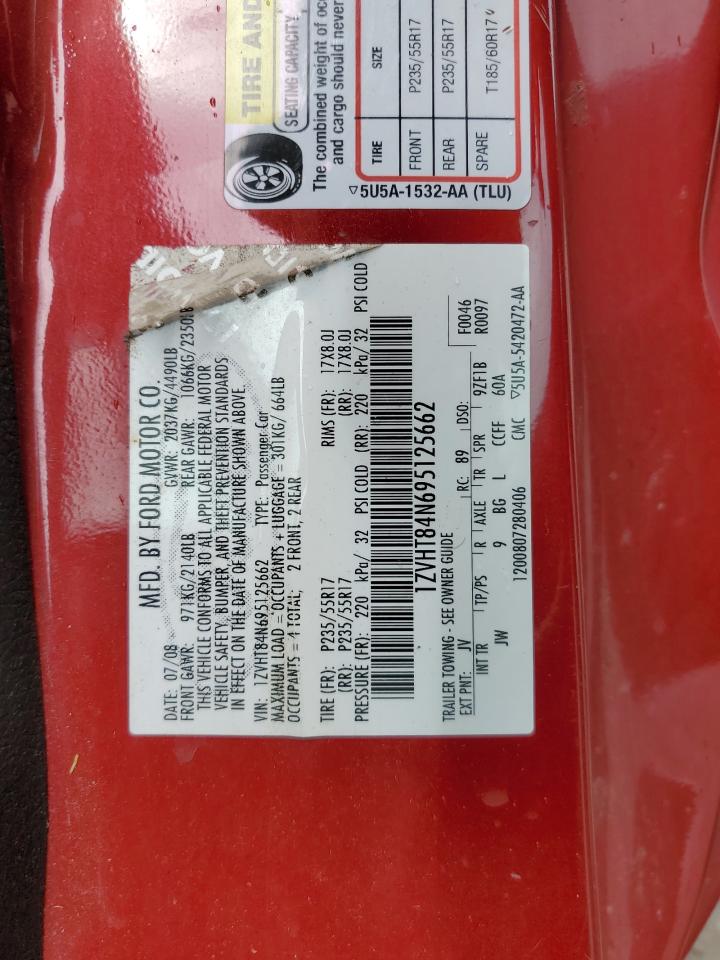 MFD. BY FORD MOTOR CO.
DATE: 07/08 GVWR: 2037KG/4490LB
FRONT GAWR: 971KG/2140LB REAR GAWR: 1066KG/2350LB
THIS VEHICLE CONFORMS TO ALL APPLICABLE FEDERAL MOTOR
VEHICLE SAFETY, BUMPER, AND THEFT PREVENTION STANDARDS
IN EFFECT ON THE DATE OF MANUFACTURE SHOWN ABOVE.
VIN: 1ZVHT84N695125662 TYPE: Passenger Car
MAXIMUM LOAD = OCCUPANTS + LUGGAGE = 301KG/ 664LB
OCCUPANTS = 4 TOTAL; 2 FRONT, 2 REAR
TIRE (FR): P235/55R17 RIMS (FR): 17X8.0J
(RR): P235/55R17 (RR): 17X8.0J
PRESSURE (FR): 220 kPa/ 32 PSI COLD (RR): 220 kPa/ 32 PSI COLD
1ZVHT84N695125662
TRAILER TOWING - SEE OWNER GUIDE F0046
EXT PNT: JV RC: 89 DSO: R0097
INT TR TP/PS R AXLE TR SPR 9ZF1B
JW 9 BG L CCFF 60A
1200807280406 CMC ▽5U5A-5420472-AA
TIRE AND
SEATING CAPACITY
The combined weight of occ
and cargo should never
TIRE SIZE
FRONT P235/55R17
REAR P235/55R17
SPARE T185/60R17
▽5U5A-1532-AA (TLU)